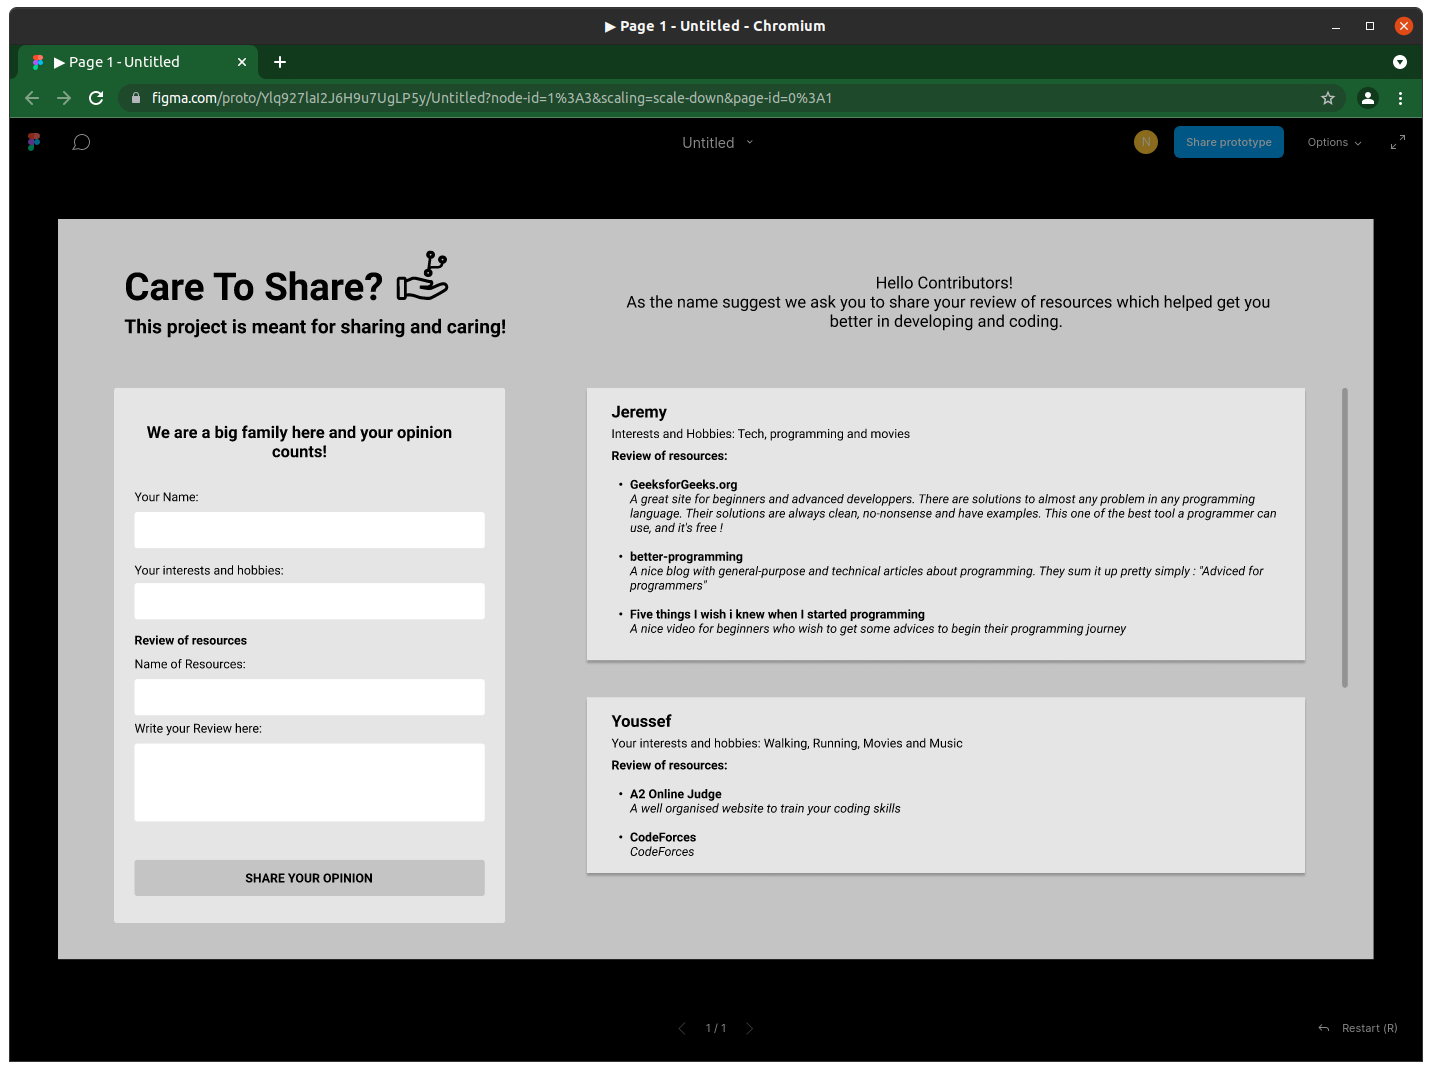 ▶ Page 1 - Untitled - Chromium
▶ Page 1 - Untitled
figma.com/proto/Ylq927laI2J6H9u7UgLP5y/Untitled?node-id=1%3A3&scaling=scale-down&page-id=0%3A1
Untitled
N
Share prototype
Options
Care To Share?
This project is meant for sharing and caring!
Hello Contributors!
As the name suggest we ask you to share your review of resources which helped get you
better in developing and coding.
We are a big family here and your opinion
counts!
Your Name:
Your interests and hobbies:
Review of resources
Name of Resources:
Write your Review here:
SHARE YOUR OPINION
Jeremy
Interests and Hobbies: Tech, programming and movies
Review of resources:
• GeeksforGeeks.org
A great site for beginners and advanced developpers. There are solutions to almost any problem in any programming
language. Their solutions are always clean, no-nonsense and have examples. This one of the best tool a programmer can
use, and it's free !
• better-programming
A nice blog with general-purpose and technical articles about programming. They sum it up pretty simply : "Adviced for
programmers"
• Five things I wish i knew when I started programming
A nice video for beginners who wish to get some advices to begin their programming journey
Youssef
Your interests and hobbies: Walking, Running, Movies and Music
Review of resources:
• A2 Online Judge
A well organised website to train your coding skills
• CodeForces
CodeForces
1 / 1
Restart (R)